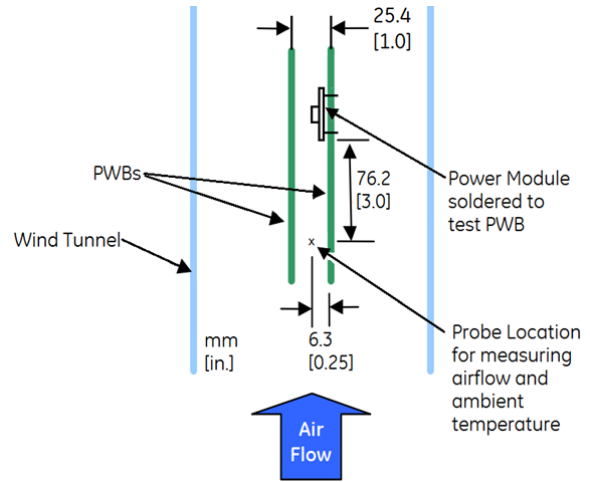 25.4
[1.0]
PWBs
76.2
[3.0]
Power Module
soldered to
test PWB
Wind Tunnel
x
mm
[in.]
6.3
[0.25]
Probe Location
for measuring
airflow and
ambient
temperature
Air
Flow